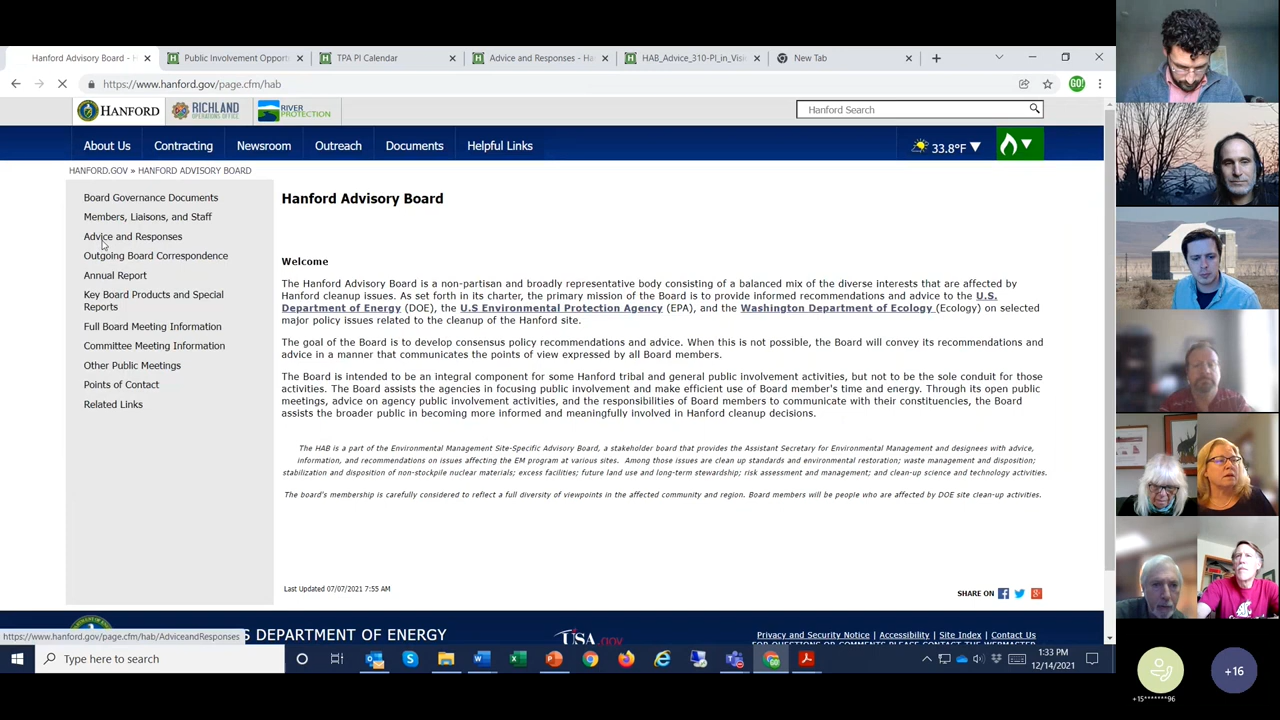 Hanford Advisory Board - H
Public Involvement Opport
TPA PI Calendar
Advice and Responses - Ha
HAB_Advice_310-PI_in_Vis
New Tab
https://www.hanford.gov/page.cfm/hab
GO!
HANFORD
RICHLAND
OPERATIONS OFFICE
RIVER
PROTECTION
Hanford Search
About Us
Contracting
Newsroom
Outreach
Documents
Helpful Links
33.8°F
HANFORD.GOV » HANFORD ADVISORY BOARD
Board Governance Documents
Members, Liaisons, and Staff
Advice and Responses
Outgoing Board Correspondence
Annual Report
Key Board Products and Special
Reports
Full Board Meeting Information
Committee Meeting Information
Other Public Meetings
Points of Contact
Related Links
Hanford Advisory Board
Welcome
The Hanford Advisory Board is a non-partisan and broadly representative body consisting of a balanced mix of the diverse interests that are affected by
Hanford cleanup issues. As set forth in its charter, the primary mission of the Board is to provide informed recommendations and advice to the U.S.
Department of Energy (DOE), the U.S Environmental Protection Agency (EPA), and the Washington Department of Ecology (Ecology) on selected
major policy issues related to the cleanup of the Hanford site.
The goal of the Board is to develop consensus policy recommendations and advice. When this is not possible, the Board will convey its recommendations and
advice in a manner that communicates the points of view expressed by all Board members.
The Board is intended to be an integral component for some Hanford tribal and general public involvement activities, but not to be the sole conduit for those
activities. The Board assists the agencies in focusing public involvement and make efficient use of Board member's time and energy. Through its open public
meetings, advice on agency public involvement activities, and the responsibilities of Board members to communicate with their constituencies, the Board
assists the broader public in becoming more informed and meaningfully involved in Hanford cleanup decisions.
The HAB is a part of the Environmental Management Site-Specific Advisory Board, a stakeholder board that provides the Assistant Secretary for Environmental Management and designees with advice,
information, and recommendations on issues affecting the EM program at various sites. Among those issues are clean up standards and environmental restoration; waste management and disposition;
stabilization and disposition of non-stockpile nuclear materials; excess facilities; future land use and long-term stewardship; risk assessment and management; and clean-up science and technology activities.
The board's membership is carefully considered to reflect a full diversity of viewpoints in the affected community and region. Board members will be people who are affected by DOE site clean-up activities.
Last Updated 07/07/2021 7:55 AM
SHARE ON
https://www.hanford.gov/page.cfm/hab/AdviceandResponses
S DEPARTMENT OF ENERGY
USA.gov
Privacy and Security Notice | Accessibility | Site Index | Contact Us
FOR QUESTIONS OR COMMENTS PLEASE CONTACT THE WEBMASTER
Type here to search
1:33 PM
12/14/2021
+15*******96
+16